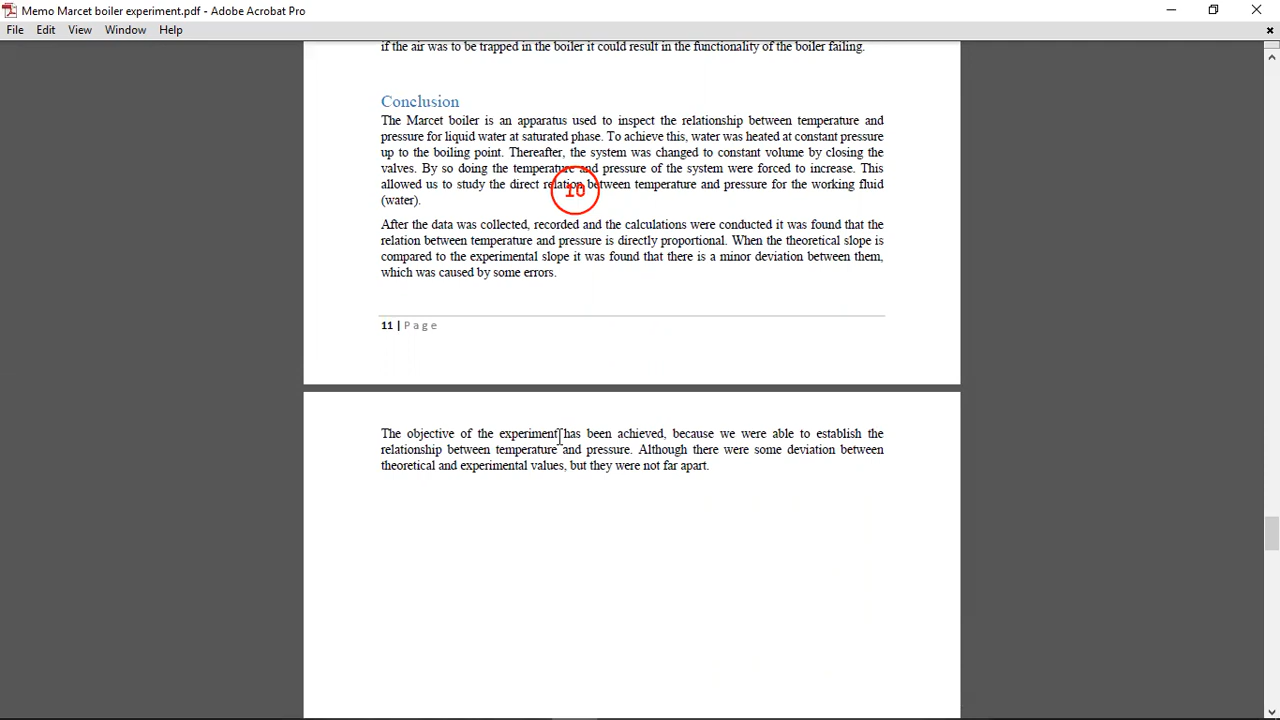 Memo Marcet boiler experiment.pdf - Adobe Acrobat Pro
File Edit View Window Help
if the air was to be trapped in the boiler it could result in the functionality of the boiler failing.
Conclusion
The Marcet boiler is an apparatus used to inspect the relationship between temperature and
pressure for liquid water at saturated phase. To achieve this, water was heated at constant pressure
up to the boiling point. Thereafter, the system was changed to constant volume by closing the
valves. By so doing the temperature and pressure of the system were forced to increase. This
allowed us to study the direct relation between temperature and pressure for the working fluid
(water).
10
After the data was collected, recorded and the calculations were conducted it was found that the
relation between temperature and pressure is directly proportional. When the theoretical slope is
compared to the experimental slope it was found that there is a minor deviation between them,
which was caused by some errors.
11 | Page
The objective of the experiment has been achieved, because we were able to establish the
relationship between temperature and pressure. Although there were some deviation between
theoretical and experimental values, but they were not far apart.